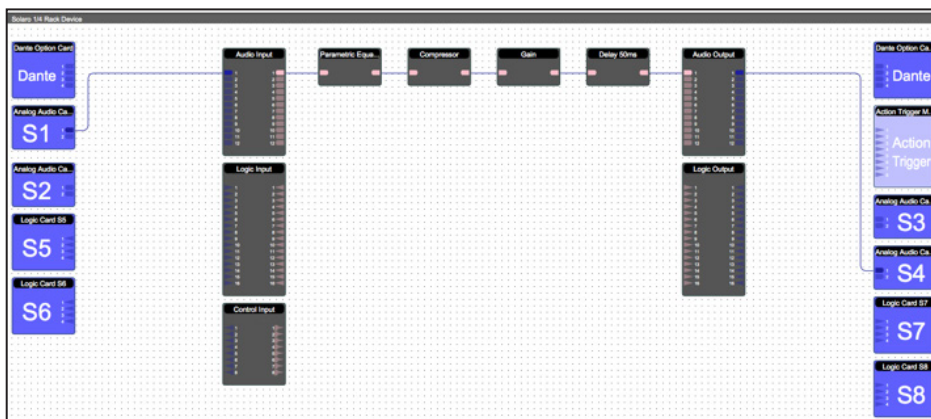 Solaro 1/4 Rack Device
Dante Option Card
Dante
Analog Audio Ca...
S1
Analog Audio Ca...
S2
Logic Card S5
S5
Logic Card S6
S6
Audio Input
Logic Input
Control Input
Parametric Equa...
Compressor
Gain
Delay 50ms
Audio Output
Logic Output
Dante Option Ca...
Dante
Action Trigger M...
Action
Trigger
Analog Audio Ca...
S3
Analog Audio Ca...
S4
Logic Card S7
S7
Logic Card S8
S8